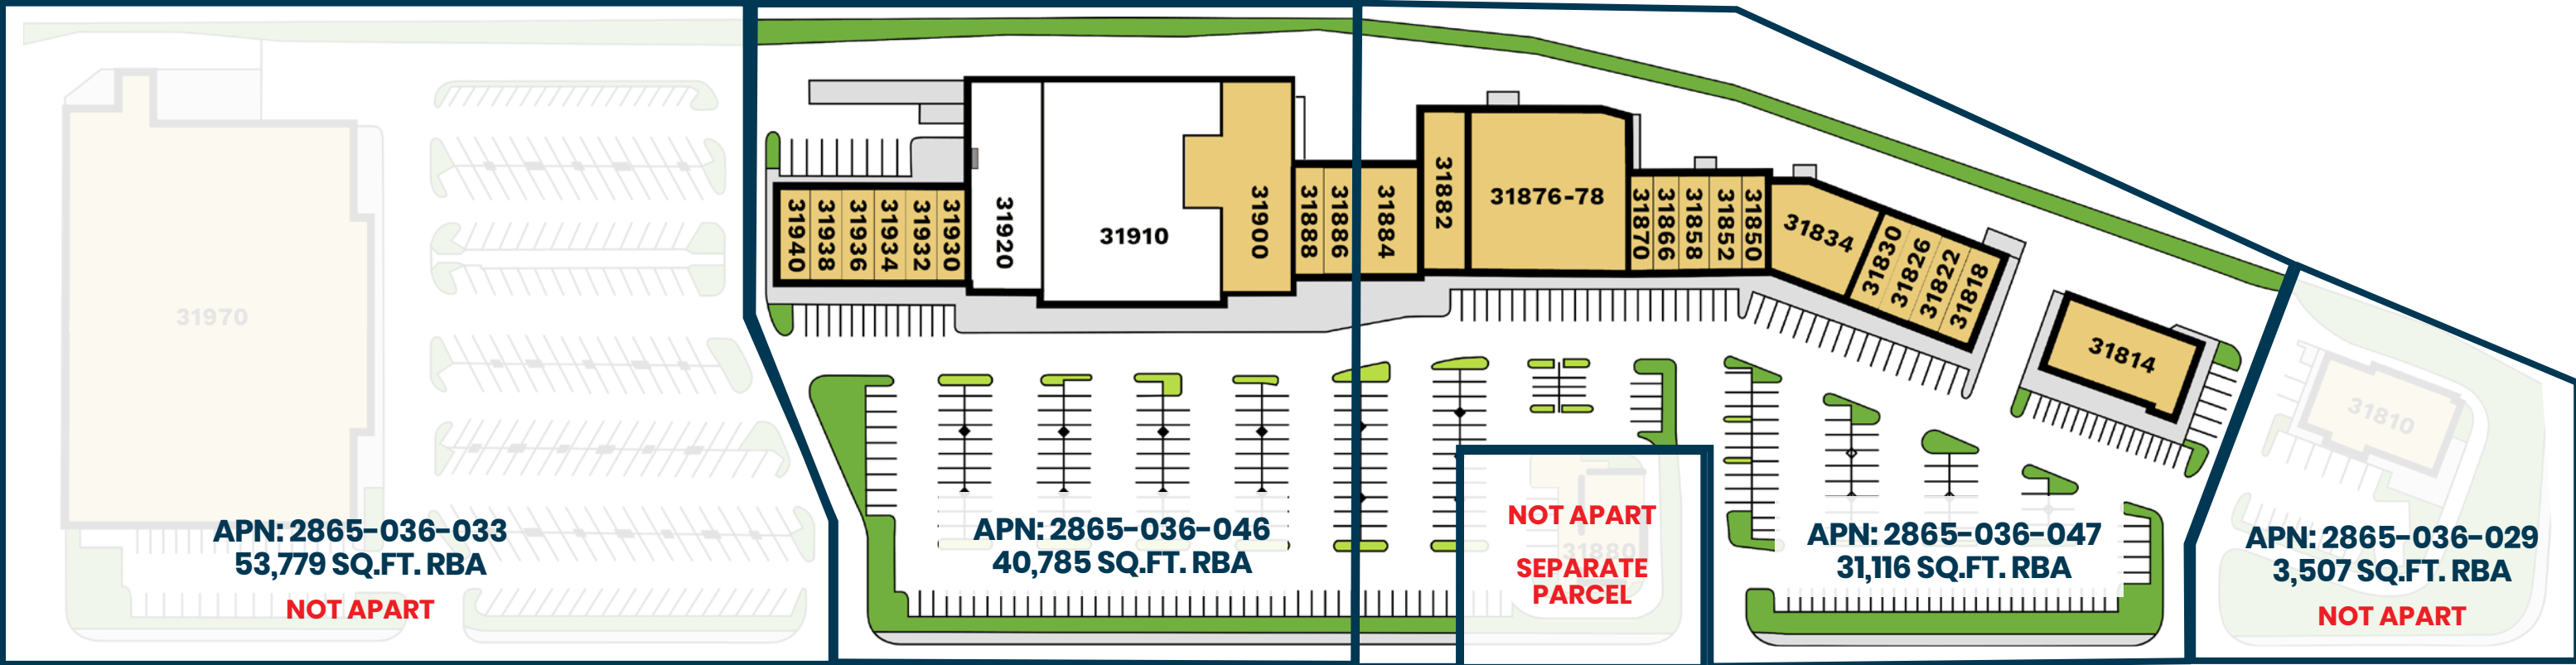 31970
APN: 2865-036-033
53,779 SQ.FT. RBA
NOT APART
31940
31938
31936
31934
31932
31930
31920
31910
31900
31888
31886
31884
31882
31876-78
31870
31866
31858
31852
31850
31834
31830
31826
31822
31818
31814
31810
APN: 2865-036-046
40,785 SQ.FT. RBA
NOT APART
31880
SEPARATE
PARCEL
APN: 2865-036-047
31,116 SQ.FT. RBA
APN: 2865-036-029
3,507 SQ.FT. RBA
NOT APART